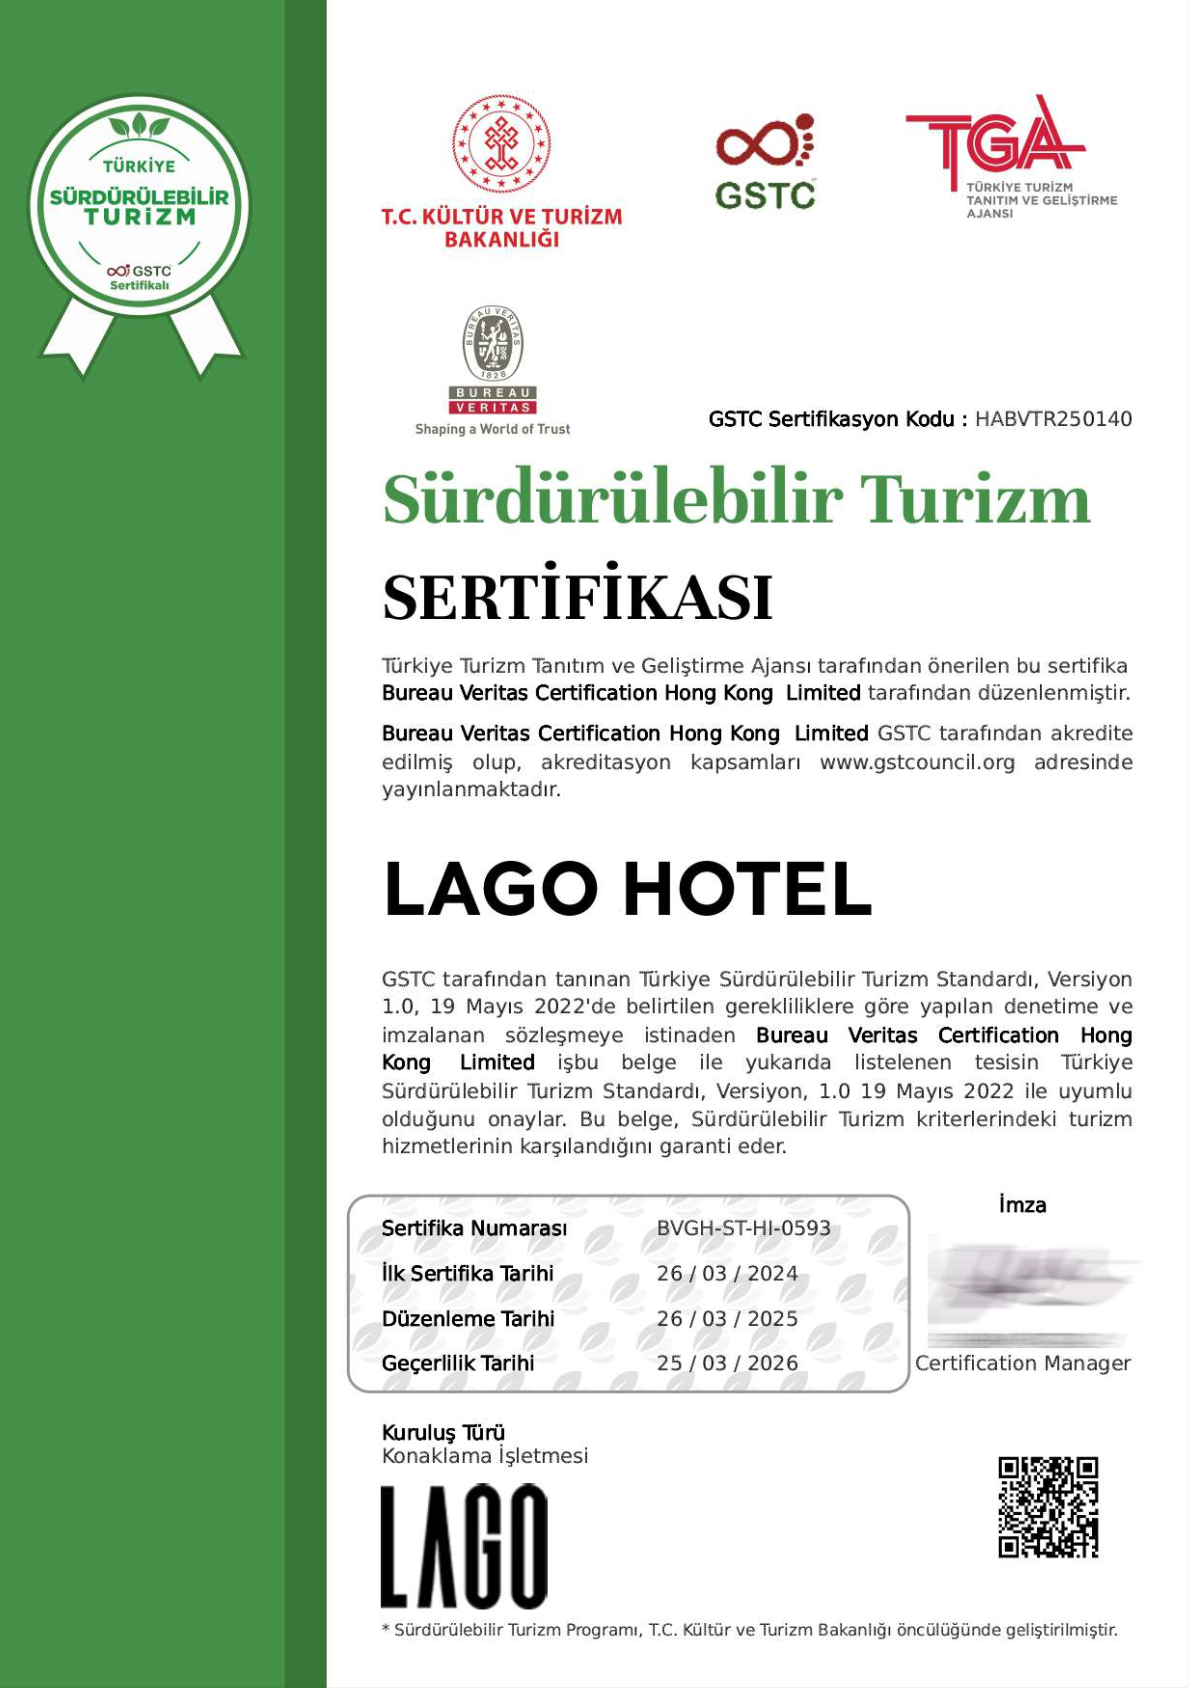 TÜRKİYE
SÜRDÜRÜLEBİLİR
TURİZM
GSTC
Sertifikalı
T.C. KÜLTÜR VE TURİZM
BAKANLIĞI
GSTC
TGA
TÜRKİYE TURİZM
TANITIM VE GELİŞTİRME
AJANSI
BUREAU VERITAS
1828
BUREAU
VERITAS
Shaping a World of Trust
GSTC Sertifikasyon Kodu : HABVTR250140
Sürdürülebilir Turizm
SERTİFİKASI
Türkiye Turizm Tanıtım ve Geliştirme Ajansı tarafından önerilen bu sertifika
Bureau Veritas Certification Hong Kong Limited tarafından düzenlenmiştir.
Bureau Veritas Certification Hong Kong Limited GSTC tarafından akredite
edilmiş olup, akreditasyon kapsamları www.gstcouncil.org adresinde
yayınlanmaktadır.
LAGO HOTEL
GSTC tarafından tanınan Türkiye Sürdürülebilir Turizm Standardı, Versiyon
1.0, 19 Mayıs 2022'de belirtilen gerekliliklere göre yapılan denetime ve
imzalanan sözleşmeye istinaden Bureau Veritas Certification Hong
Kong Limited işbu belge ile yukarıda listelenen tesisin Türkiye
Sürdürülebilir Turizm Standardı, Versiyon, 1.0 19 Mayıs 2022 ile uyumlu
olduğunu onaylar. Bu belge, Sürdürülebilir Turizm kriterlerindeki turizm
hizmetlerinin karşılandığını garanti eder.
Sertifika Numarası BVGH-ST-HI-0593
İlk Sertifika Tarihi 26 / 03 / 2024
Düzenleme Tarihi 26 / 03 / 2025
Geçerlilik Tarihi 25 / 03 / 2026
İmza
Certification Manager
Kuruluş Türü
Konaklama İşletmesi
LAGO
* Sürdürülebilir Turizm Programı, T.C. Kültür ve Turizm Bakanlığı öncülüğünde geliştirilmiştir.